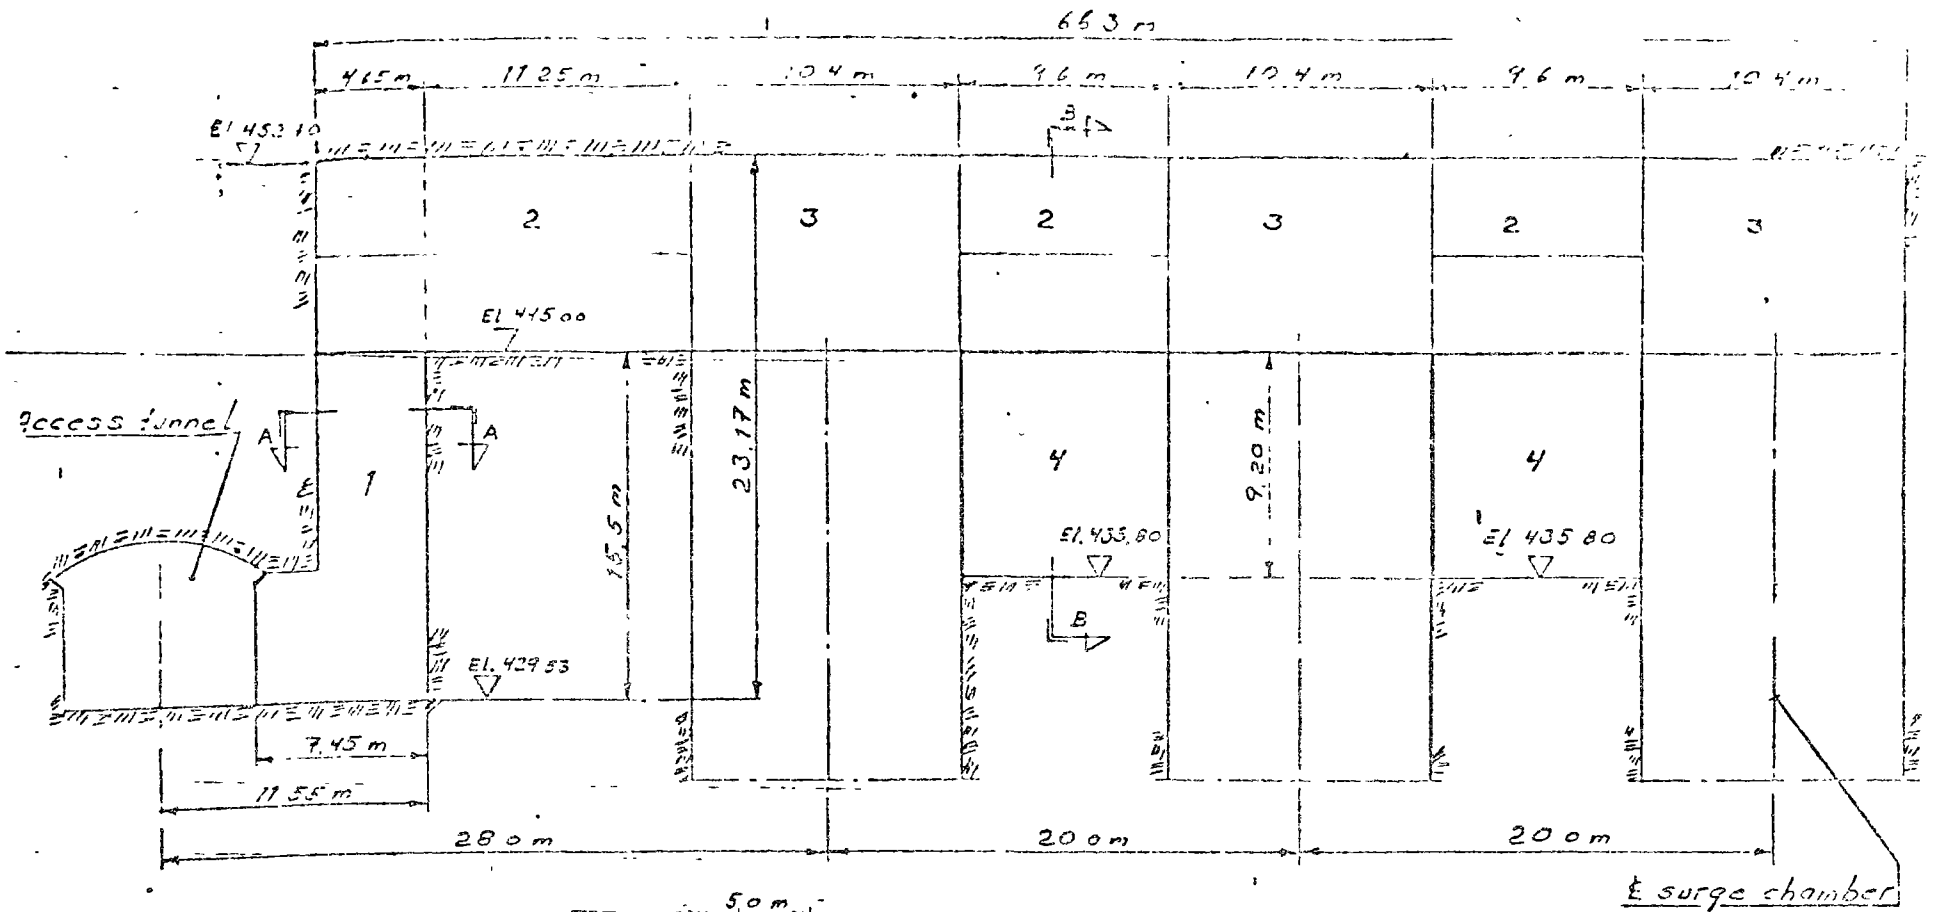 66 3 m
4.65 m 11 25 m 10 4 m 9 6 m 10 4 m 9 6 m 10 4 m
El 453 10
B
2 3 2 3 2 3
El 445 00
Access tunnel
A A
1
15,5 m
23,17 m
4
9,20 m
4
El. 435,80
El 435 80
B
El. 429 53
7.45 m
11 55 m
28 0 m 20 0 m 20 0 m
5,0 m
℄ surge chamber